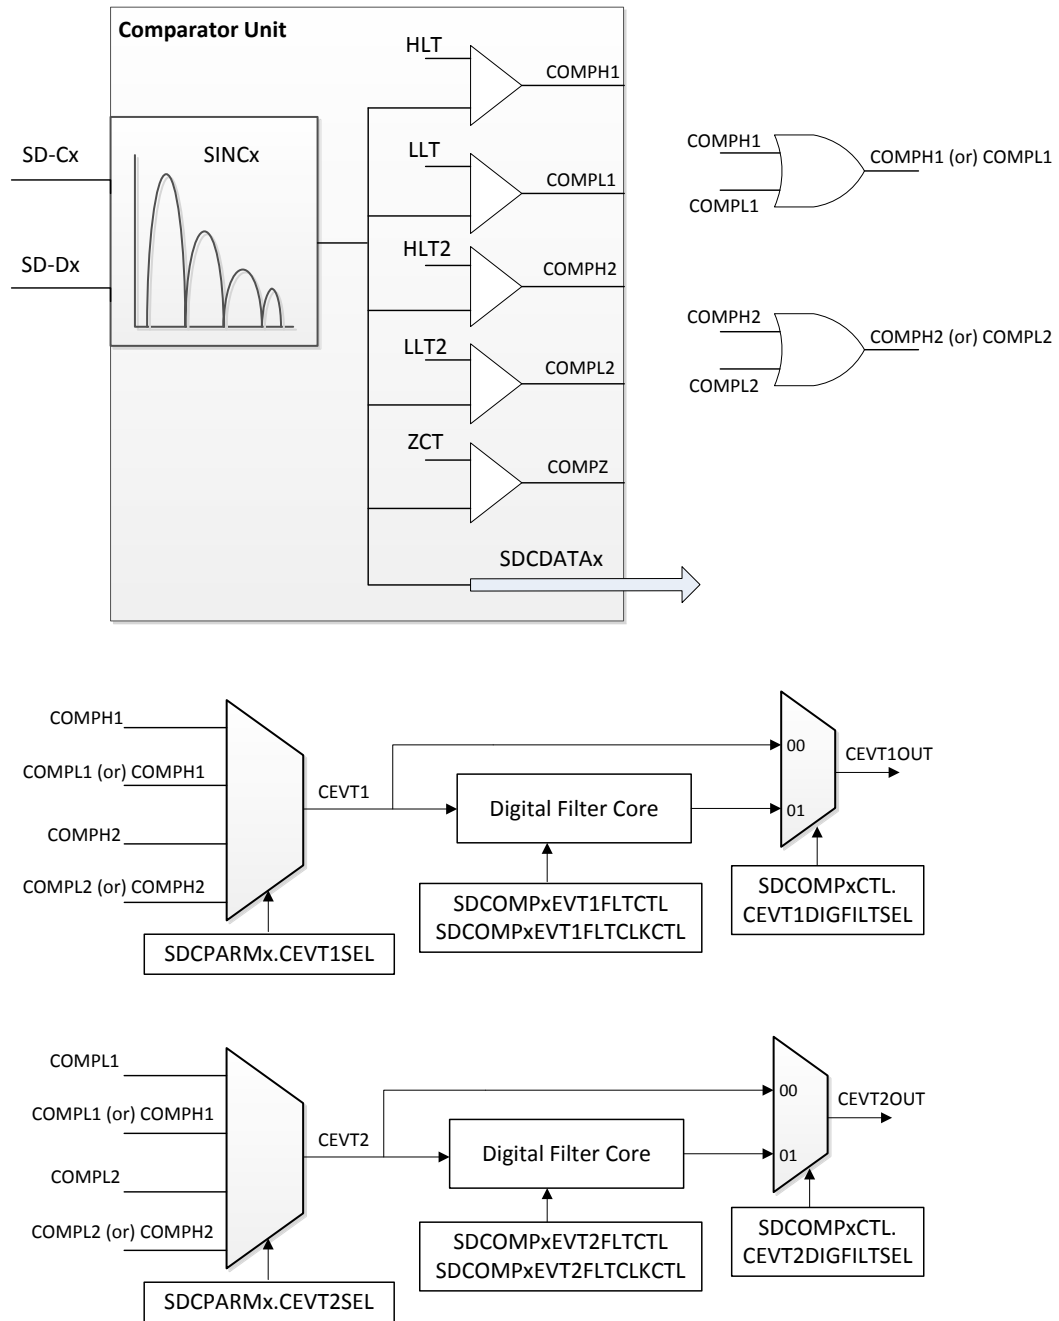 Comparator Unit
HLT
COMPH1
SD-Cx
SINCx
LLT
COMPL1
SD-Dx
HLT2
COMPH2
LLT2
COMPL2
ZCT
COMPZ
SDCDATAx
COMPH1
COMPL1
COMPH1 (or) COMPL1
COMPH2
COMPL2
COMPH2 (or) COMPL2
COMPH1
COMPL1 (or) COMPH1
COMPH2
COMPL2 (or) COMPH2
CEVT1
SDCPARMx.CEVT1SEL
Digital Filter Core
SDCOMPxEVT1FLTCTL
SDCOMPxEVT1FLTCLKCTL
00
01
CEVT1OUT
SDCOMPxCTL.
CEVT1DIGFILTSEL
COMPL1
COMPL1 (or) COMPH1
COMPL2
COMPL2 (or) COMPH2
CEVT2
SDCPARMx.CEVT2SEL
Digital Filter Core
SDCOMPxEVT2FLTCTL
SDCOMPxEVT2FLTCLKCTL
00
01
CEVT2OUT
SDCOMPxCTL.
CEVT2DIGFILTSEL